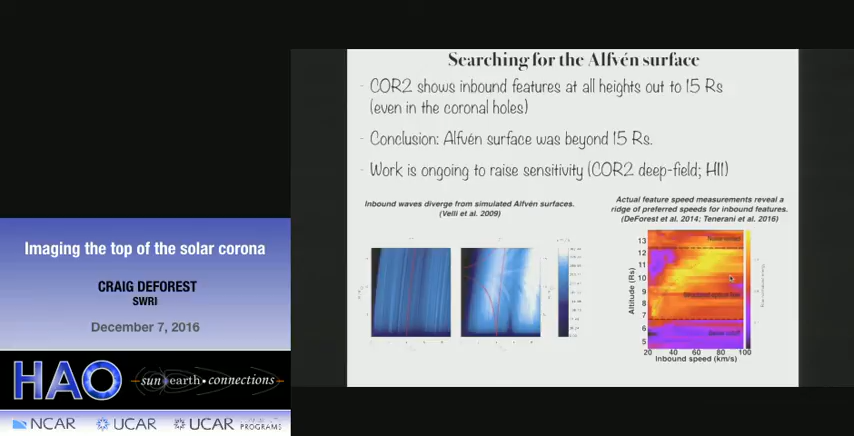 Searching for the Alfvén surface
- COR2 shows inbound features at all heights out to 15 Rs
(even in the coronal holes)
- Conclusion: Alfvén surface was beyond 15 Rs.
- Work is ongoing to raise sensitivity (COR2 deep-field; HI1)
Inbound waves diverge from simulated Alfvén surfaces.
(Velli et al. 2009)
Actual feature speed measurements reveal a
ridge of preferred speeds for inbound features.
(DeForest et al. 2014; Tenerani et al. 2016)
Altitude (Rs)
13
12
11
10
9
8
7
6
5
20 40 60 80 100
Inbound speed (km/s)
Imaging the top of the solar corona
CRAIG DEFOREST
SWRI
December 7, 2016
HAO
sun earth • connections
NCAR
UCAR
UCAR
PROGRAMS